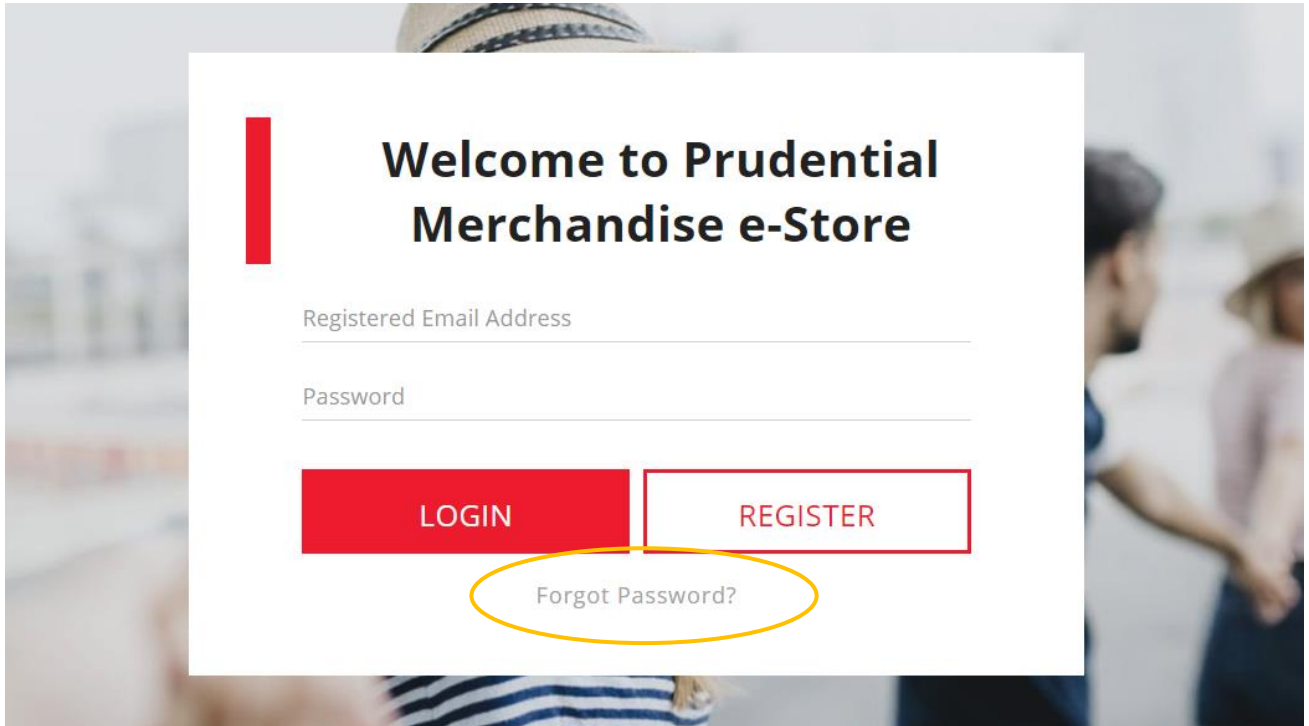 Welcome to Prudential
Merchandise e-Store
Registered Email Address
Password
LOGIN
REGISTER
Forgot Password?